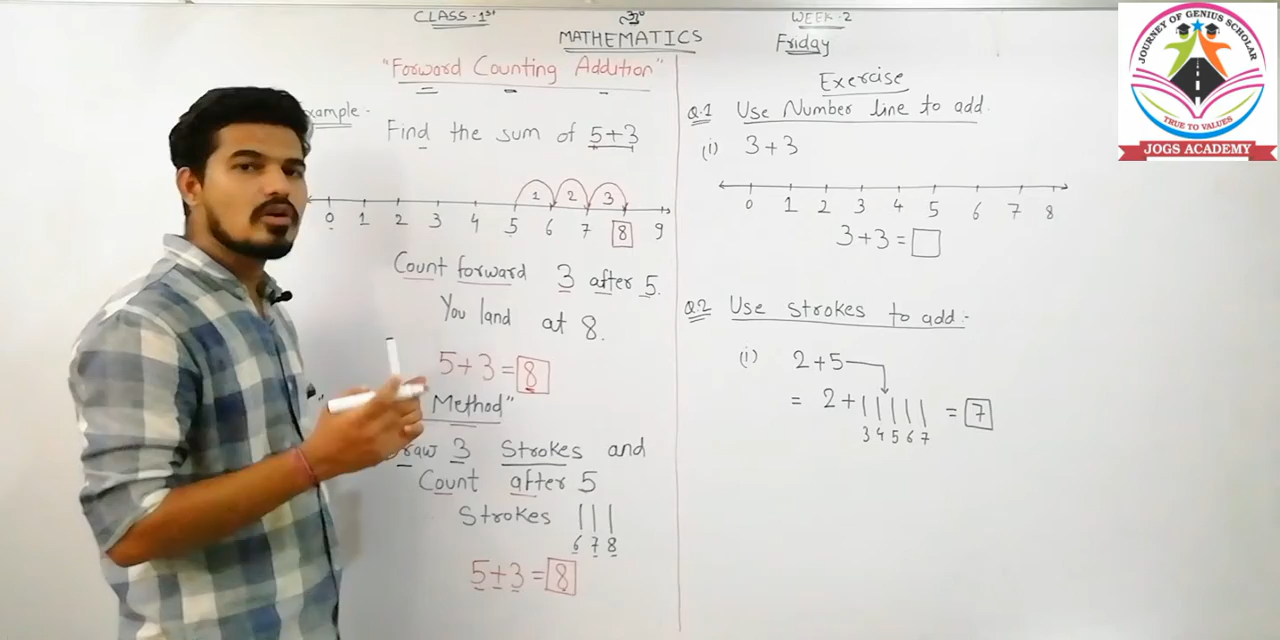 CLASS - 1st
MATHEMATICS
WEEK - 2
Friday
"Forward Counting Addition"
Example -
Find the sum of 5+3
1 2 3
0 1 2 3 4 5 6 7 8 9
Count forward 3 after 5.
You land at 8.
5+3=8
Method"
Draw 3 Strokes and
Count after 5
Strokes
6 7 8
5+3=8
Exercise
Q.1 Use Number line to add.
(i) 3+3
0 1 2 3 4 5 6 7 8
3+3=
Q.2 Use strokes to add:-
(i) 2+5
= 2+||||| = 7
3 4 5 6 7
JOURNEY OF GENIUS SCHOLAR
TRUE TO VALUES
JOGS ACADEMY